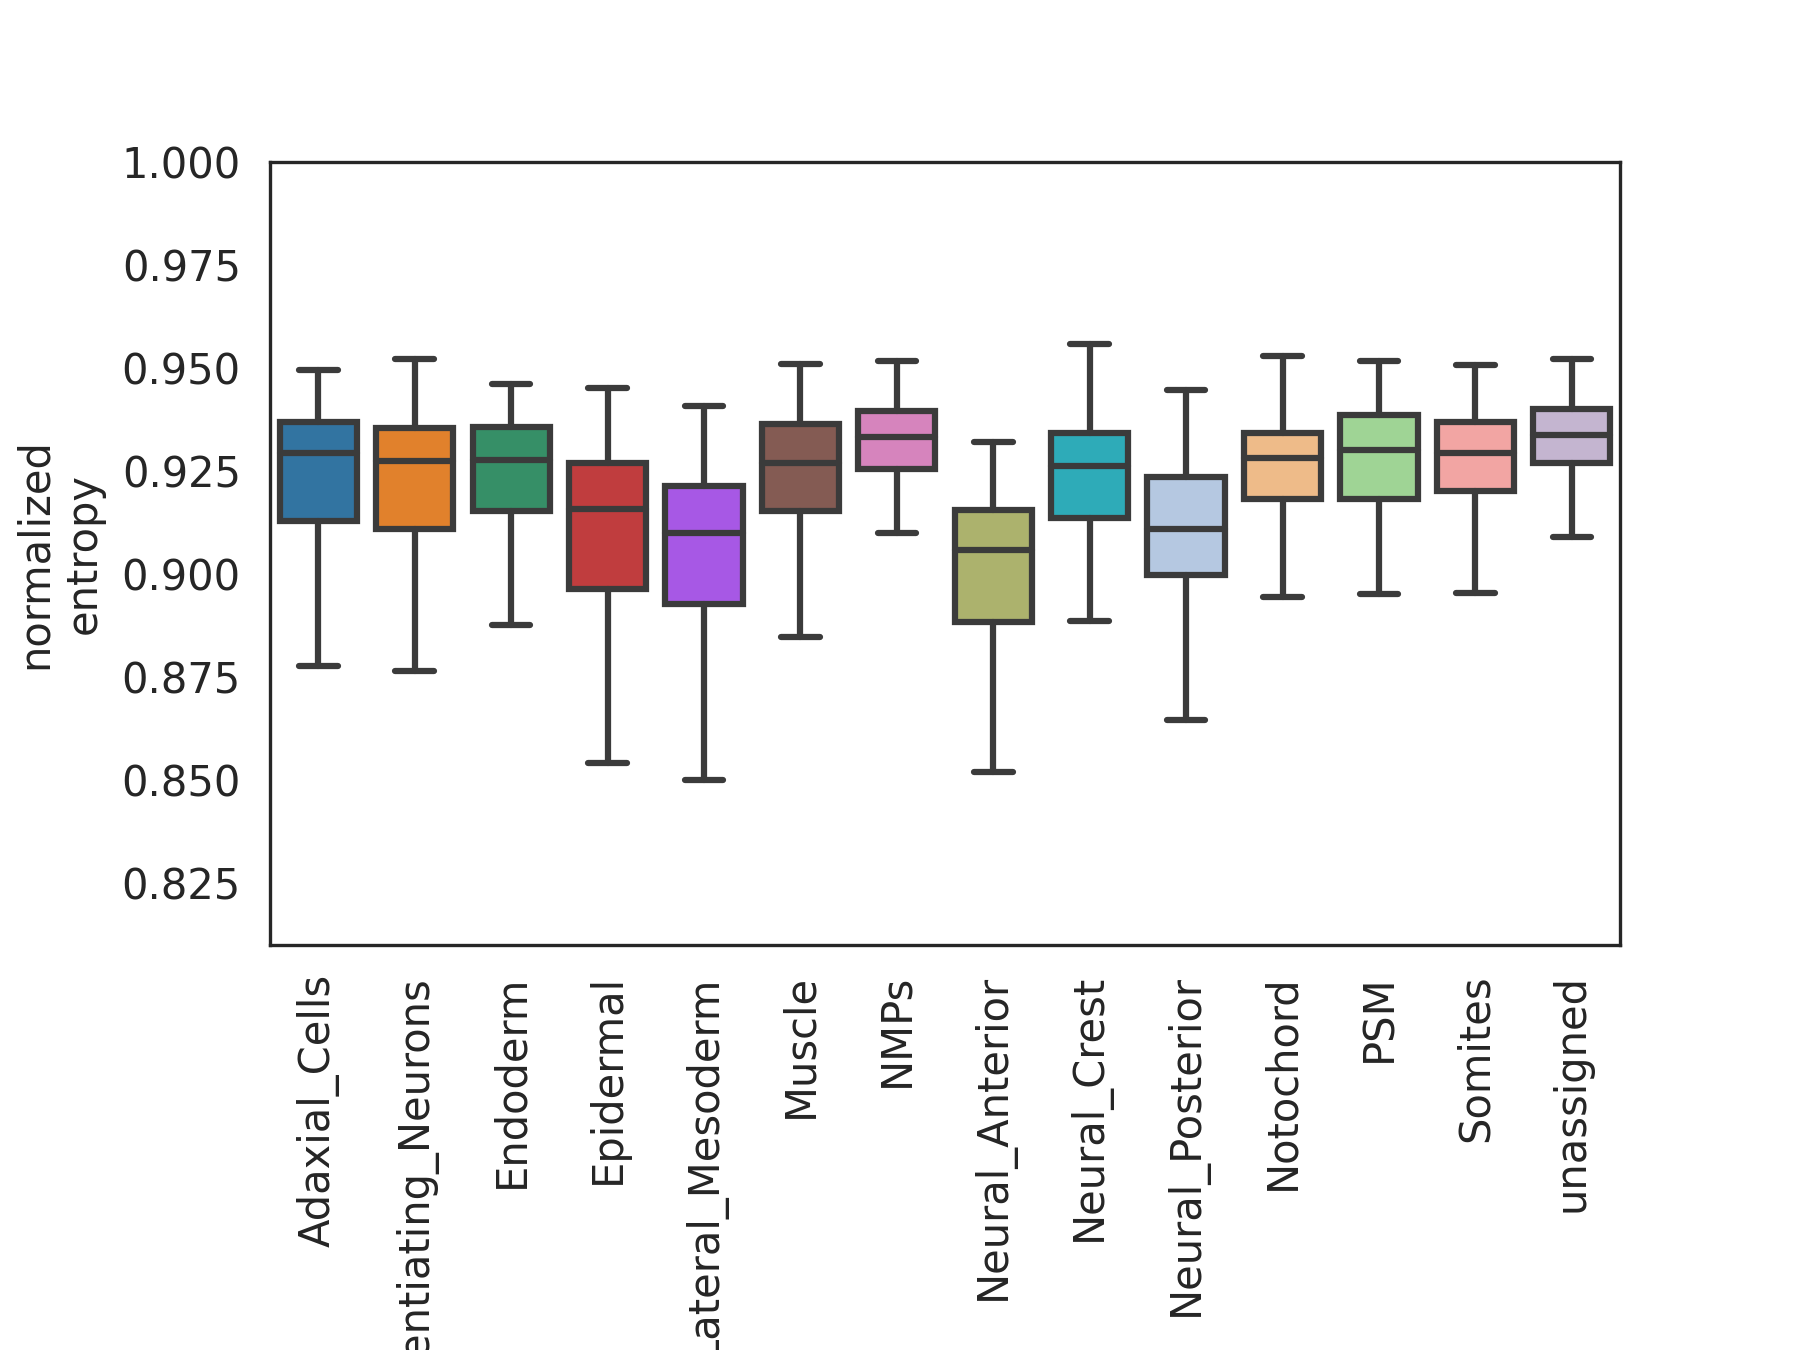 1.000
0.975
0.950
0.925
0.900
0.875
0.850
0.825
normalized
entropy
Adaxial_Cells
entiating_Neurons
Endoderm
Epidermal
Lateral_Mesoderm
Muscle
NMPs
Neural_Anterior
Neural_Crest
Neural_Posterior
Notochord
PSM
Somites
unassigned